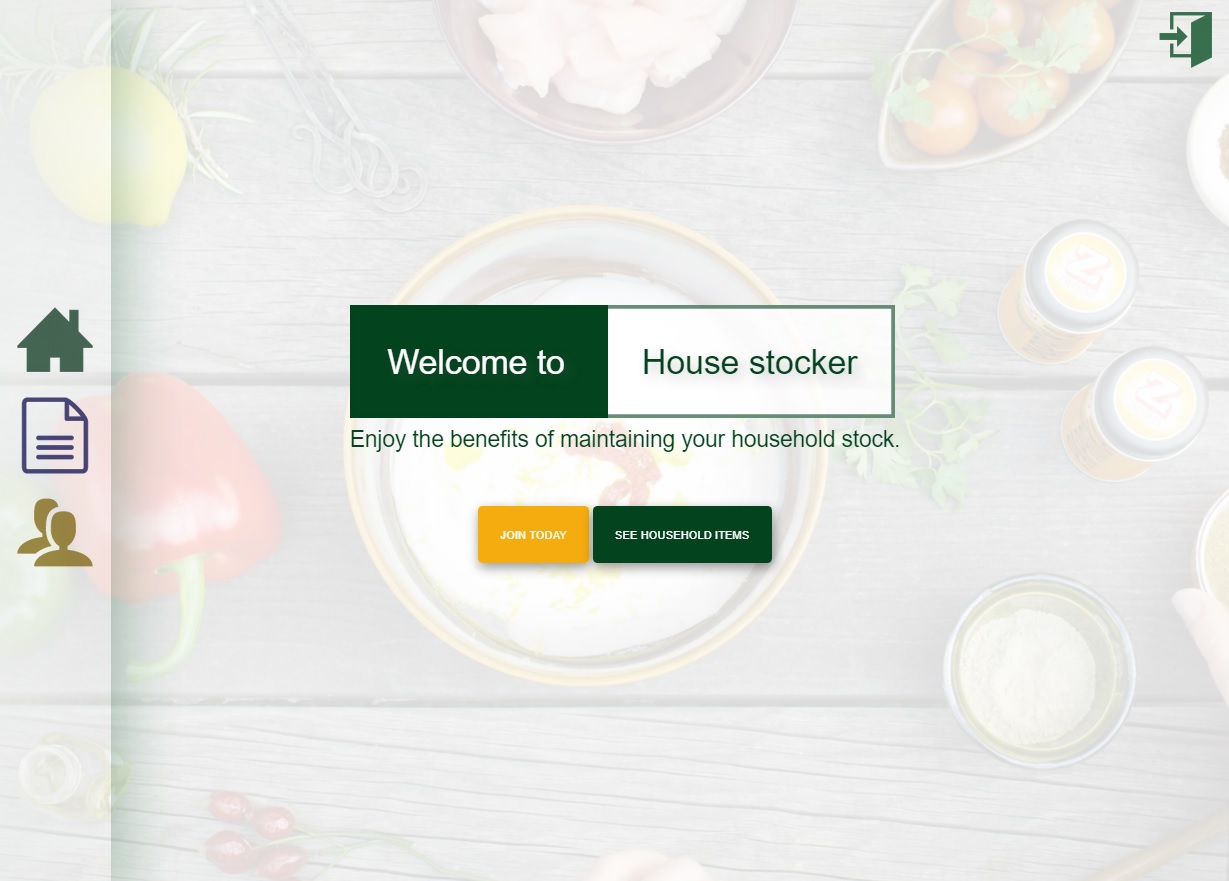 Welcome to House stocker
Enjoy the benefits of maintaining your household stock.
JOIN TODAY SEE HOUSEHOLD ITEMS